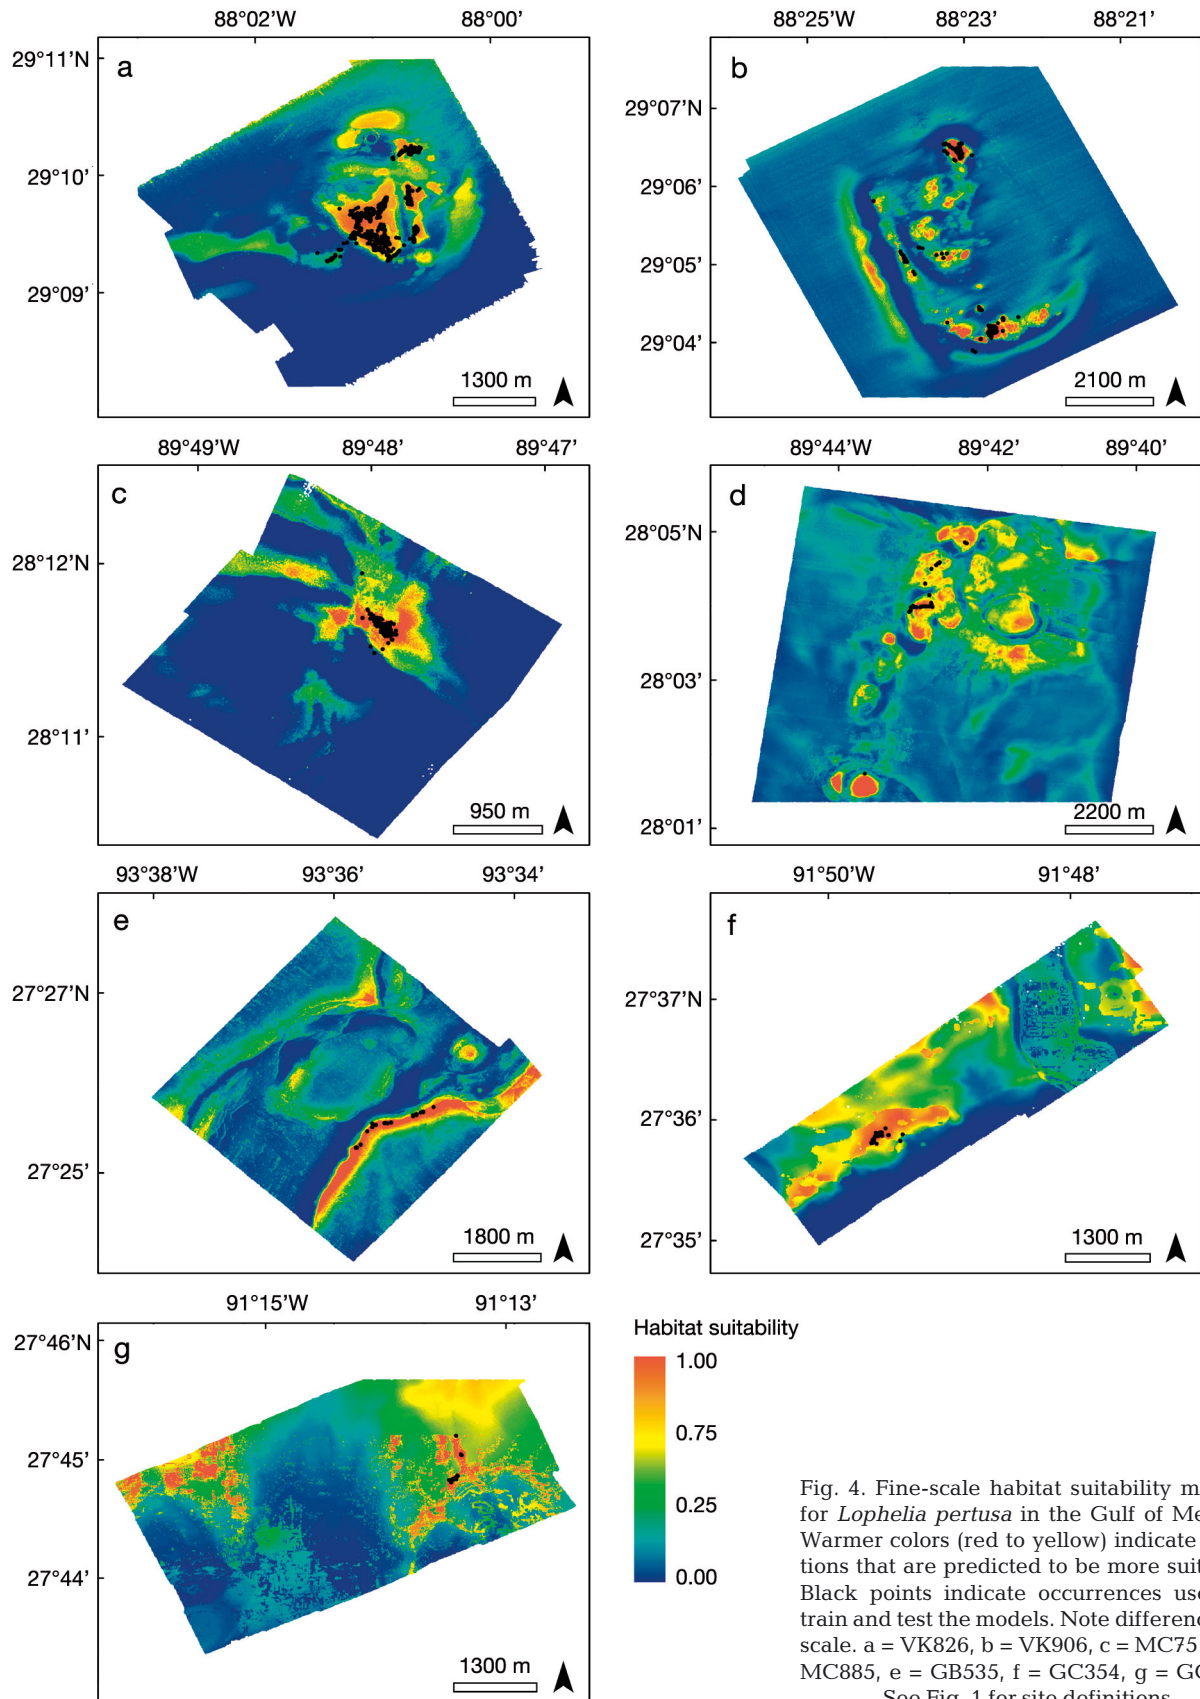 88°02'W 88°00'
29°11'N
29°10'
29°09'
a
1300 m
88°25'W 88°23' 88°21'
29°07'N
29°06'
29°05'
29°04'
b
2100 m
89°49'W 89°48' 89°47'
28°12'N
28°11'
c
950 m
89°44'W 89°42' 89°40'
28°05'N
28°03'
28°01'
d
2200 m
93°38'W 93°36' 93°34'
27°27'N
27°25'
e
1800 m
91°50'W 91°48'
27°37'N
27°36'
27°35'
f
1300 m
91°15'W 91°13'
27°46'N
27°45'
27°44'
g
1300 m
Habitat suitability
1.00
0.75
0.25
0.00
Fig. 4. Fine-scale habitat suitability m
for Lophelia pertusa in the Gulf of Me
Warmer colors (red to yellow) indicate
tions that are predicted to be more suit
Black points indicate occurrences use
train and test the models. Note differenc
scale. a = VK826, b = VK906, c = MC75
MC885, e = GB535, f = GC354, g = GC
See Fig. 1 for site definitions